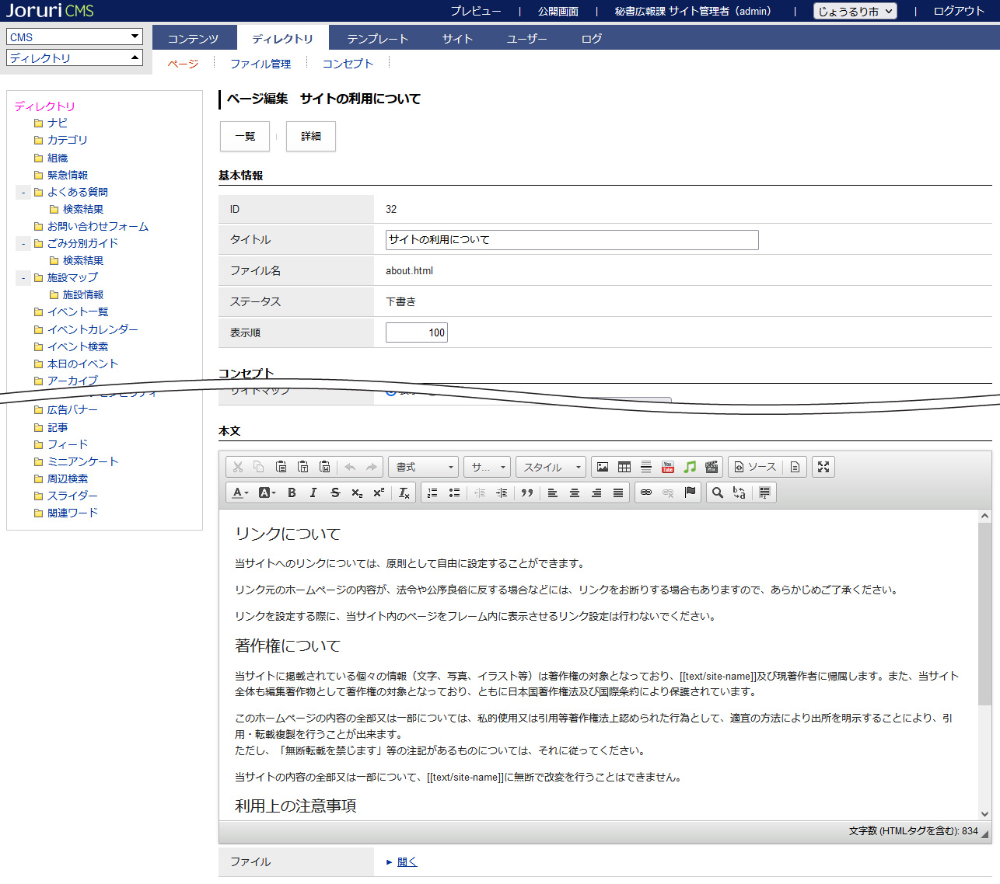 Joruri CMS
プレビュー | 公開画面 | 秘書広報課 サイト管理者（admin） | じょうるり市 | ログアウト
CMS
ディレクトリ
コンテンツ ディレクトリ テンプレート サイト ユーザー ログ
ページ ファイル管理 コンセプト
ディレクトリ
ナビ
カテゴリ
組織
緊急情報
- よくある質問
検索結果
お問い合わせフォーム
- ごみ分別ガイド
検索結果
- 施設マップ
施設情報
イベント一覧
イベントカレンダー
イベント検索
本日のイベント
アーカイブ
広告バナー
記事
フィード
ミニアンケート
周辺検索
スライダー
関連ワード
ページ編集 サイトの利用について
一覧 詳細
基本情報
ID 32
タイトル サイトの利用について
ファイル名 about.html
ステータス 下書き
表示順 100
コンセプト
サイトマップ
本文
書式 サ... スタイル You Tube ソース
A A B I S x₂ x² Tx
リンクについて
当サイトへのリンクについては、原則として自由に設定することができます。
リンク元のホームページの内容が、法令や公序良俗に反する場合などには、リンクをお断りする場合もありますので、あらかじめご了承ください。
リンクを設定する際に、当サイト内のページをフレーム内に表示させるリンク設定は行わないでください。
著作権について
当サイトに掲載されている個々の情報（文字、写真、イラスト等）は著作権の対象となっており、[[text/site-name]]及び現著作者に帰属します。また、当サイト
全体も編集著作物として著作権の対象となっており、ともに日本国著作権法及び国際条約により保護されています。
このホームページの内容の全部又は一部については、私的使用又は引用等著作権法上認められた行為として、適宜の方法により出所を明示することにより、引
用・転載複製を行うことが出来ます。
ただし、「無断転載を禁じます」等の注記があるものについては、それに従ってください。
当サイトの内容の全部又は一部について、[[text/site-name]]に無断で改変を行うことはできません。
利用上の注意事項
文字数 (HTMLタグを含む): 834
ファイル 開く